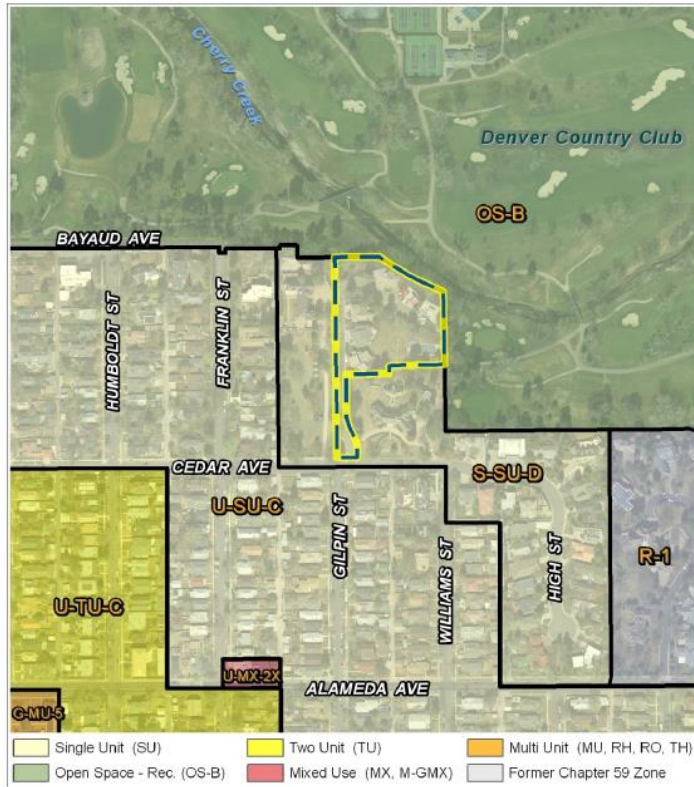 Cherry Creek
Denver Country Club
OS-B
BAYAUD AVE
HUMBOLDT ST
FRANKLIN ST
CEDAR AVE
S-SU-D
U-SU-C
GILPIN ST
WILLIAMS ST
HIGH ST
R-1
U-TU-C
U-MX-2X
ALAMEDA AVE
G-MU-5
Single Unit (SU)
Two Unit (TU)
Multi Unit (MU, RH, RO, TH)
Open Space - Rec. (OS-B)
Mixed Use (MX, M-GMX)
Former Chapter 59 Zone